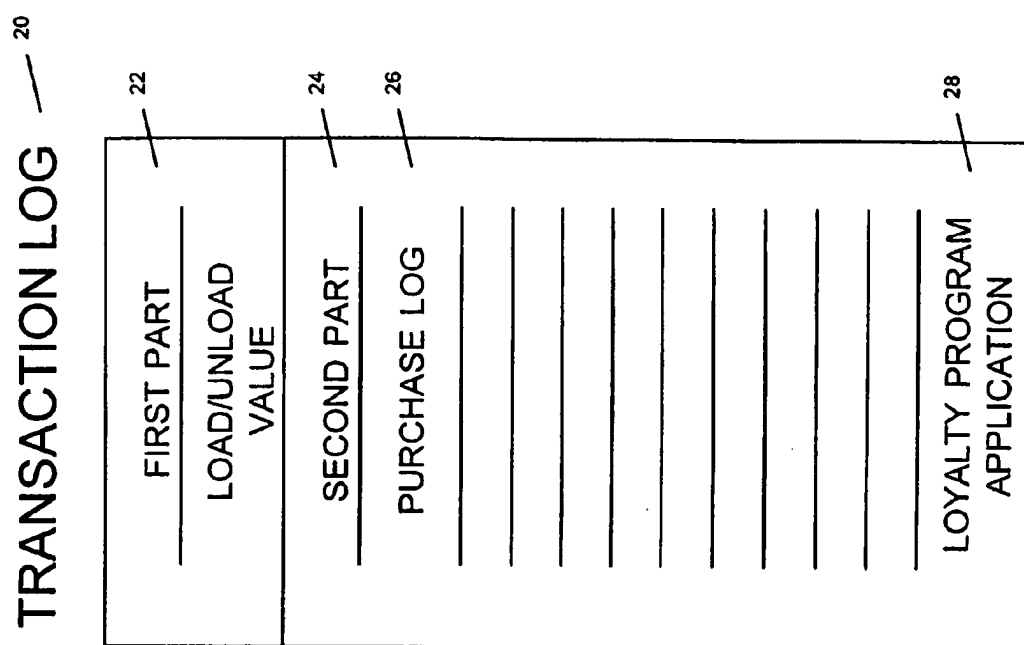 TRANSACTION LOG
20
FIRST PART
22
LOAD/UNLOAD
VALUE
SECOND PART
24
PURCHASE LOG
26
LOYALTY PROGRAM
APPLICATION
28